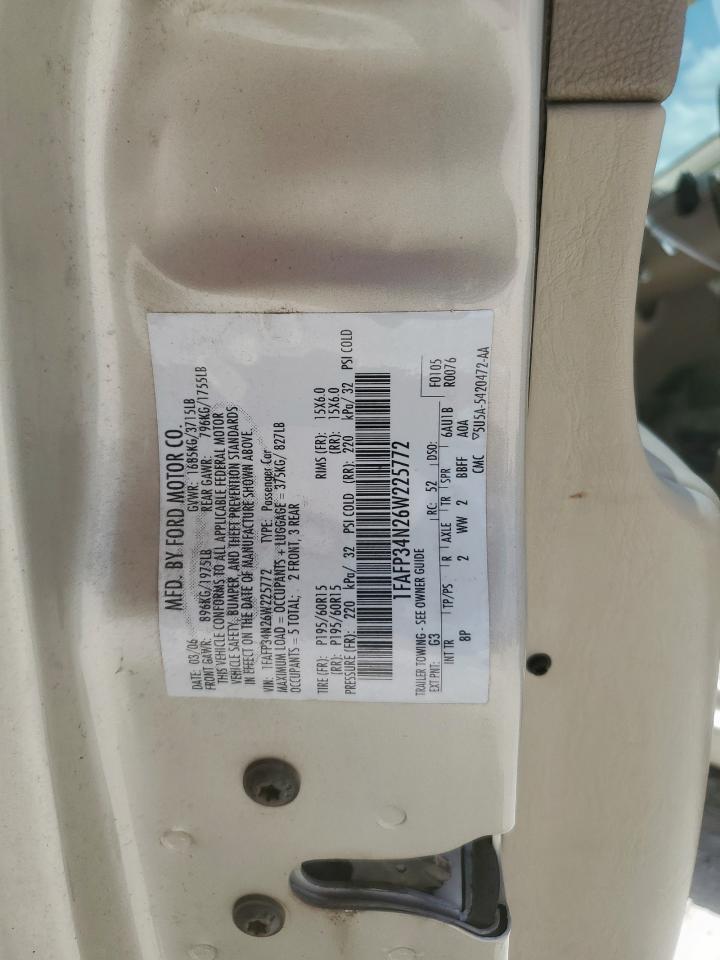 MFD. BY FORD MOTOR CO.
DATE: 03/06 GVWR: 1685KG/3715LB
FRONT GAWR: 896KG/1975LB REAR GAWR: 796KG/1755LB
THIS VEHICLE CONFORMS TO ALL APPLICABLE FEDERAL MOTOR
VEHICLE SAFETY, BUMPER, AND THEFT PREVENTION STANDARDS
IN EFFECT ON THE DATE OF MANUFACTURE SHOWN ABOVE.
VIN: 1FAFP34N26W225772 TYPE: Passenger Car
MAXIMUM LOAD = OCCUPANTS + LUGGAGE = 375KG/ 827LB
OCCUPANTS = 5 TOTAL; 2 FRONT, 3 REAR
TIRE (FR): P195/60R15 RIMS (FR): 15X6.0
(RR): P195/60R15 (RR): 15X6.0
PRESSURE (FR): 220 kPa/ 32 PSI COLD (RR): 220 kPa/ 32 PSI COLD
1FAFP34N26W225772
TRAILER TOWING - SEE OWNER GUIDE F0105
EXT PNT: G3 RC: 52 DSO: R0076
INT TR TP/PS R AXLE TR SPR 6AU1B
8P 2 WW 2 BBFF A0A
CMC ▽5U5A-5420472-AA